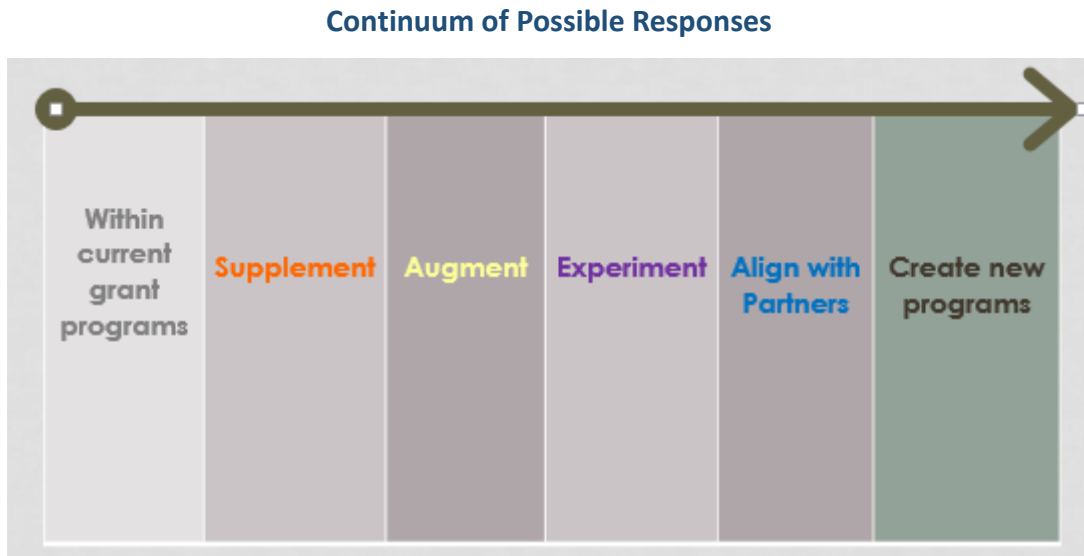 Continuum of Possible Responses
Within
current
grant
programs
Supplement
Augment
Experiment
Align with
Partners
Create new
programs